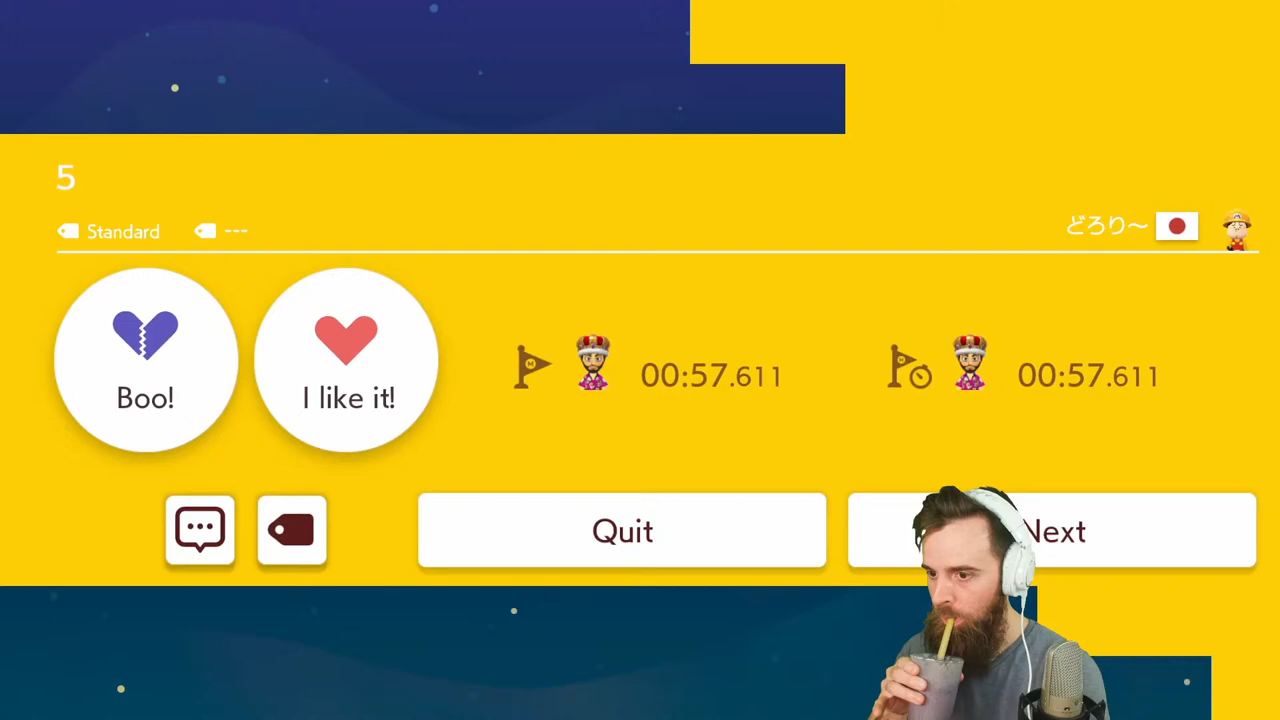 5
Standard ---
どろり〜
Boo!
I like it!
00:57.611
00:57.611
Quit
Next